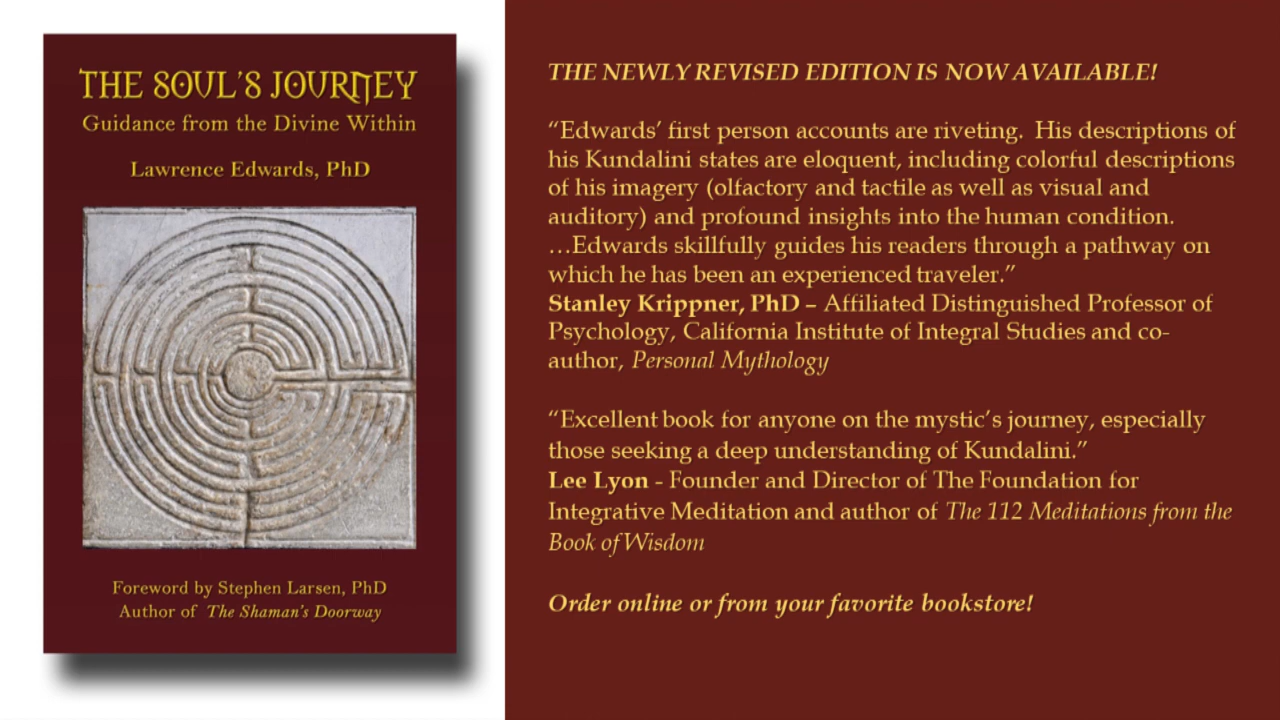 THE SOUL'S JOURNEY
Guidance from the Divine Within
Lawrence Edwards, PhD
Foreword by Stephen Larsen, PhD
Author of The Shaman's Doorway
THE NEWLY REVISED EDITION IS NOW AVAILABLE!
“Edwards’ first person accounts are riveting. His descriptions of
his Kundalini states are eloquent, including colorful descriptions
of his imagery (olfactory and tactile as well as visual and
auditory) and profound insights into the human condition.
…Edwards skillfully guides his readers through a pathway on
which he has been an experienced traveler.”
Stanley Krippner, PhD – Affiliated Distinguished Professor of
Psychology, California Institute of Integral Studies and co-
author, Personal Mythology
“Excellent book for anyone on the mystic’s journey, especially
those seeking a deep understanding of Kundalini.”
Lee Lyon - Founder and Director of The Foundation for
Integrative Meditation and author of The 112 Meditations from the
Book of Wisdom
Order online or from your favorite bookstore!